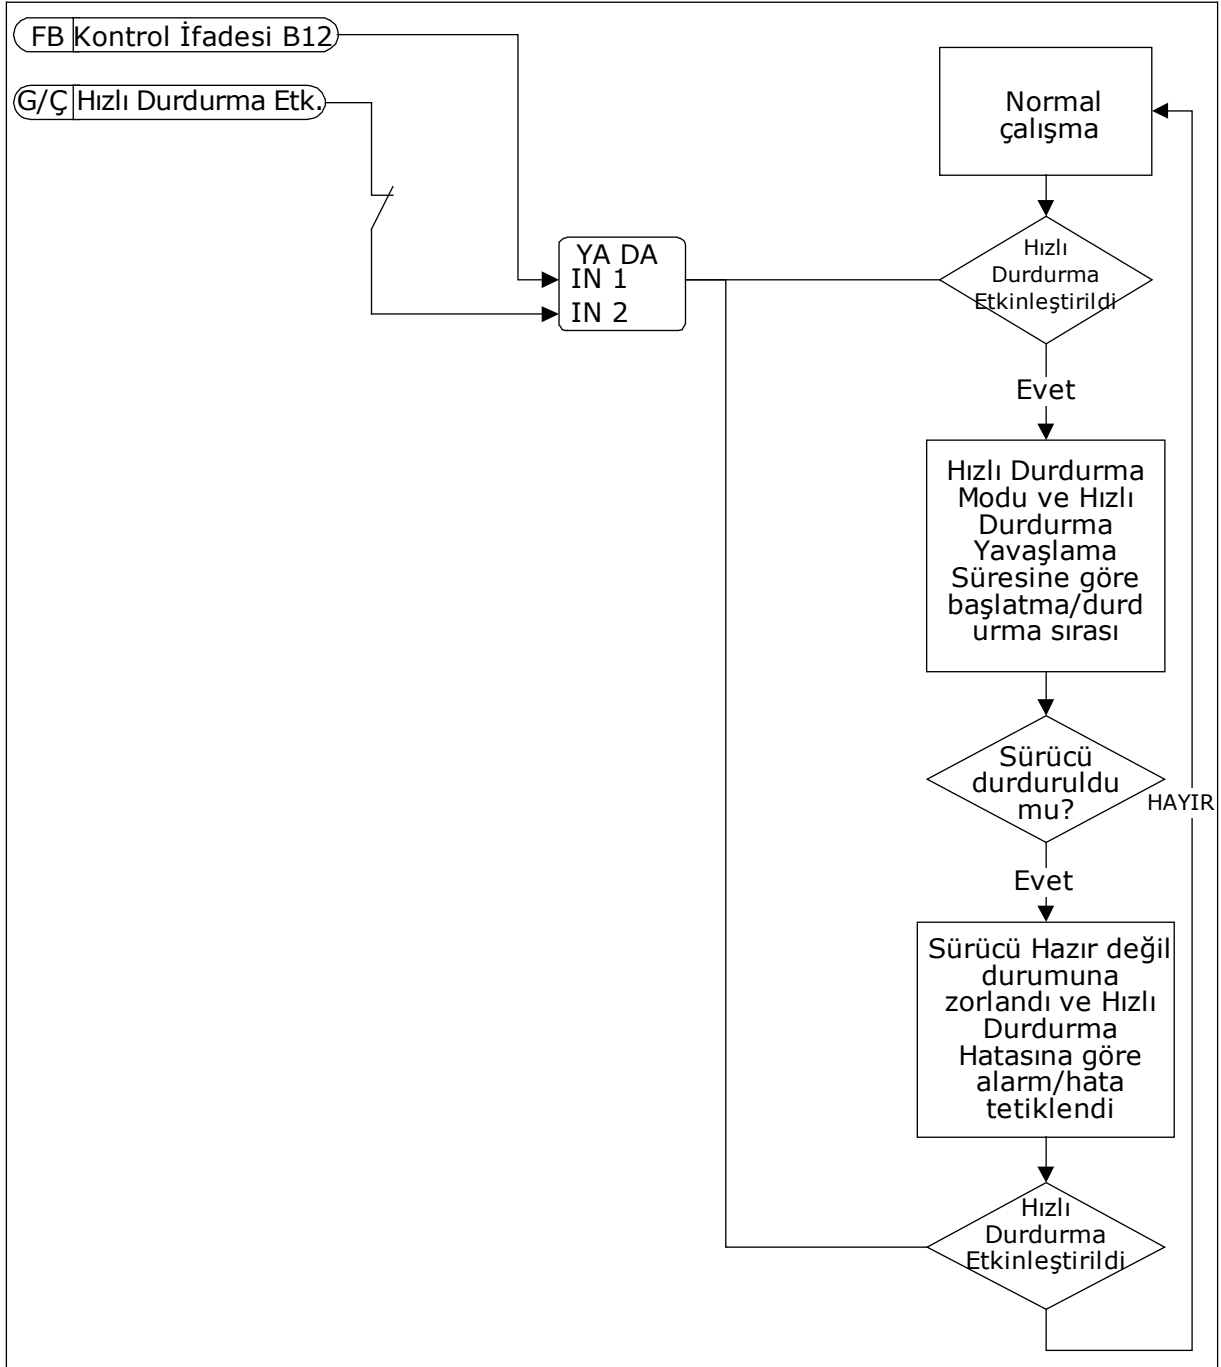 FB Kontrol İfadesi B12
G/Ç Hızlı Durdurma Etk.
YA DA
IN 1
IN 2
Normal
çalışma
Hızlı
Durdurma
Etkinleştirildi
Evet
Hızlı Durdurma
Modu ve Hızlı
Durdurma
Yavaşlama
Süresine göre
başlatma/durd
urma sırası
Sürücü
durduruldu
mu?
HAYIR
Evet
Sürücü Hazır değil
durumuna
zorlandı ve Hızlı
Durdurma
Hatasına göre
alarm/hata
tetiklendi
Hızlı
Durdurma
Etkinleştirildi